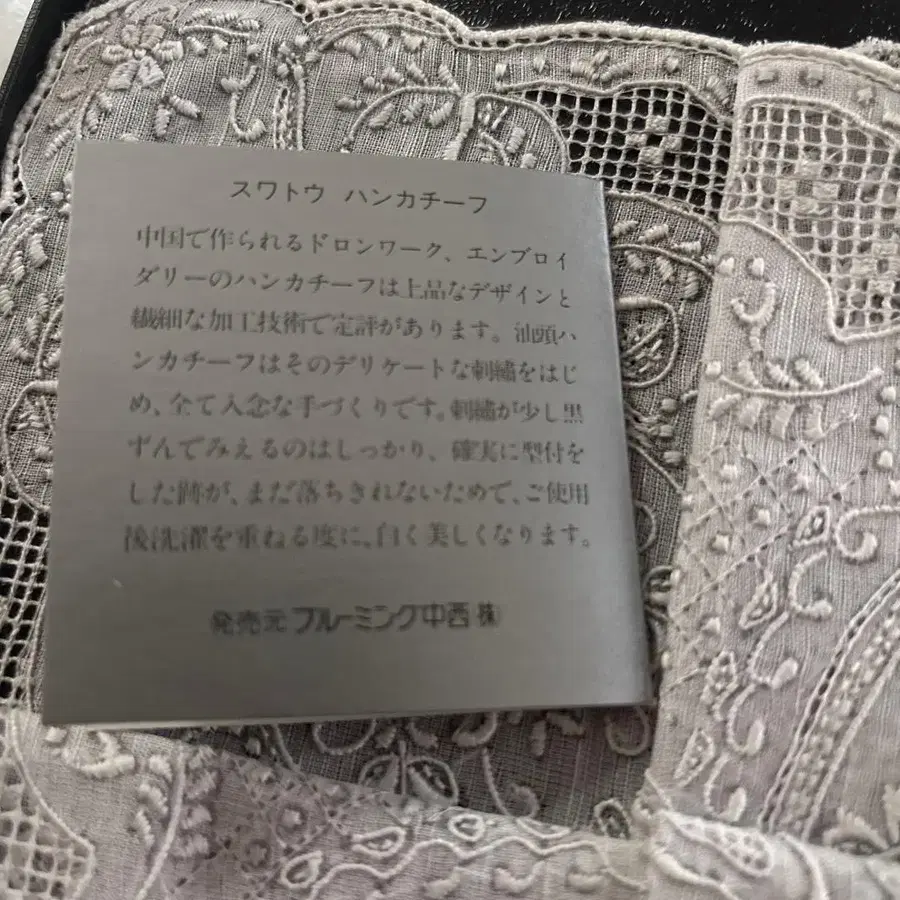 スワトウ ハンカチーフ
中国で作られるドロンワーク、エンブロイ
ダリーのハンカチーフは上品なデザインと
繊細な加工技術で定評があります。汕頭ハ
ンカチーフはそのデリケートな刺繡をはじ
め、全て入念な手づくりです。刺繡が少し黒
ずんでみえるのはしっかり、確実に型付を
した跡が、まだ落ちきれないためで、ご使用
後洗濯を重ねる度に、白く美しくなります。
発売元 ブルーミング中西㈱